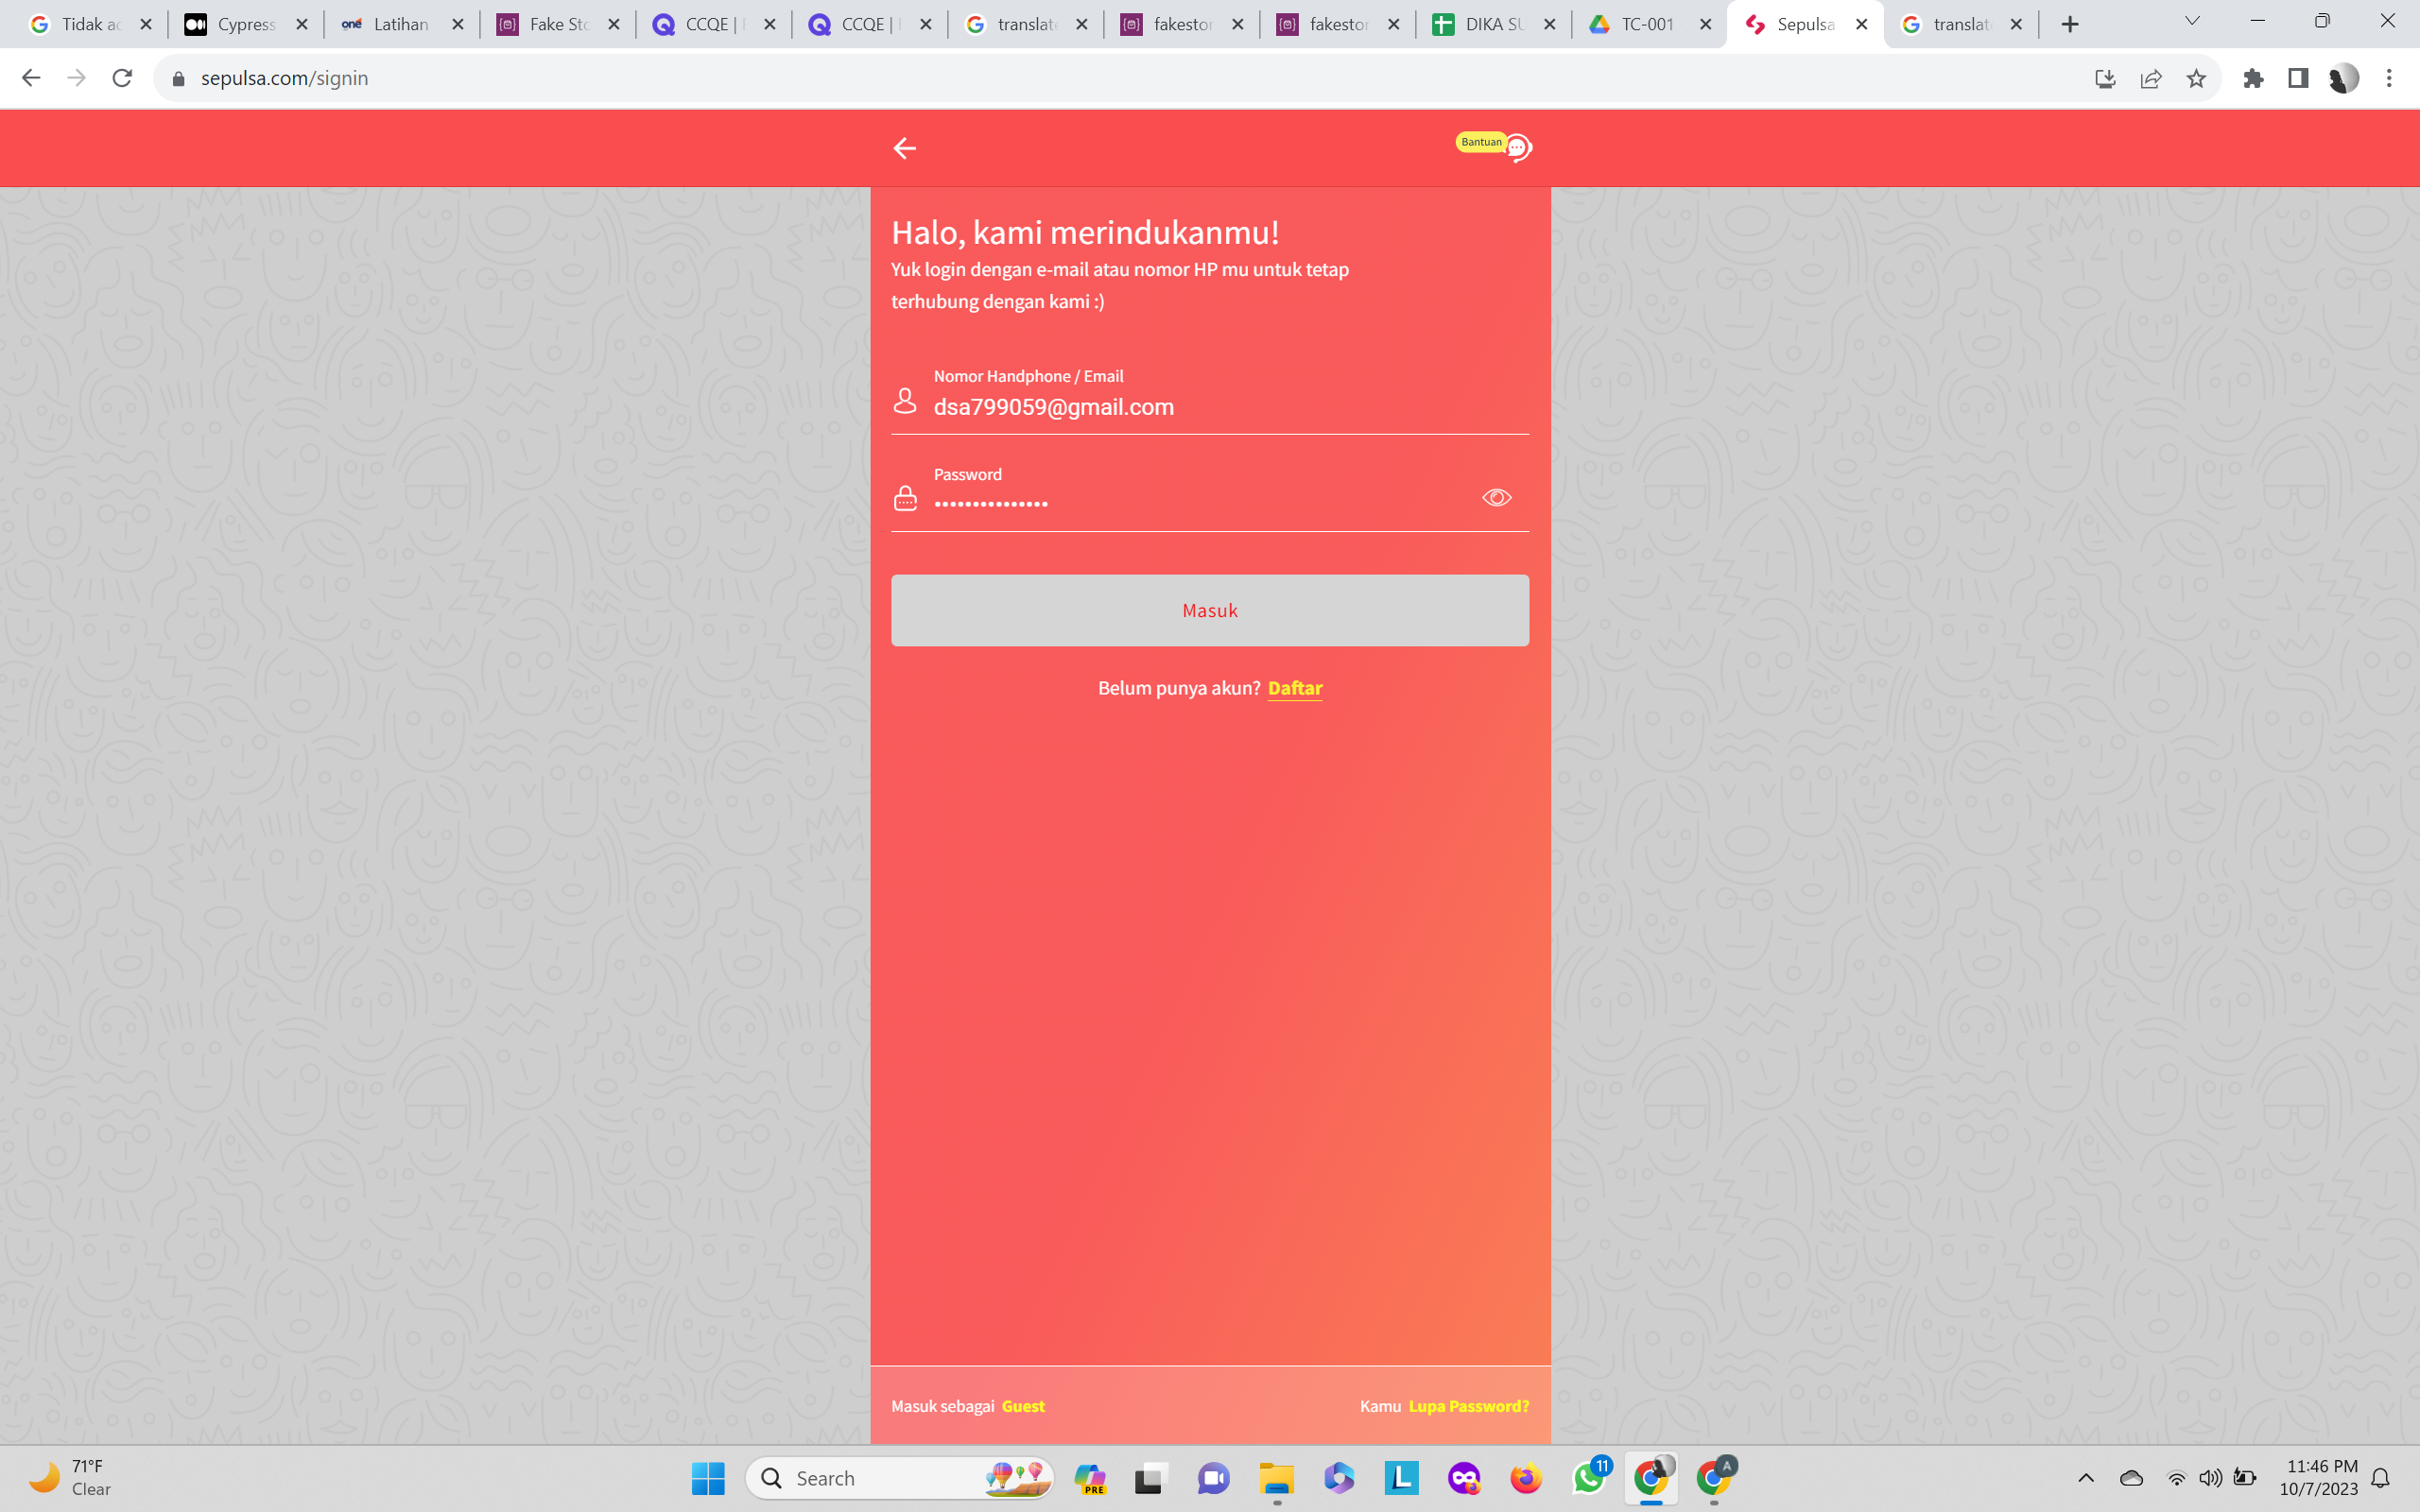 Tidak ac
Cypress
one
Latihan
Fake Sto
CCQE |
CCQE |
translate
fakestor
fakestor
DIKA SU
TC-001
Sepulsa
translat
sepulsa.com/signin
Bantuan
Halo, kami merindukanmu!
Yuk login dengan e-mail atau nomor HP mu untuk tetap
terhubung dengan kami :)
Nomor Handphone / Email
dsa799059@gmail.com
Password
Masuk
Belum punya akun? Daftar
Masuk sebagai Guest
Kamu Lupa Password?
71°F
Clear
Search
PRE
L
11
A
11:46 PM
10/7/2023